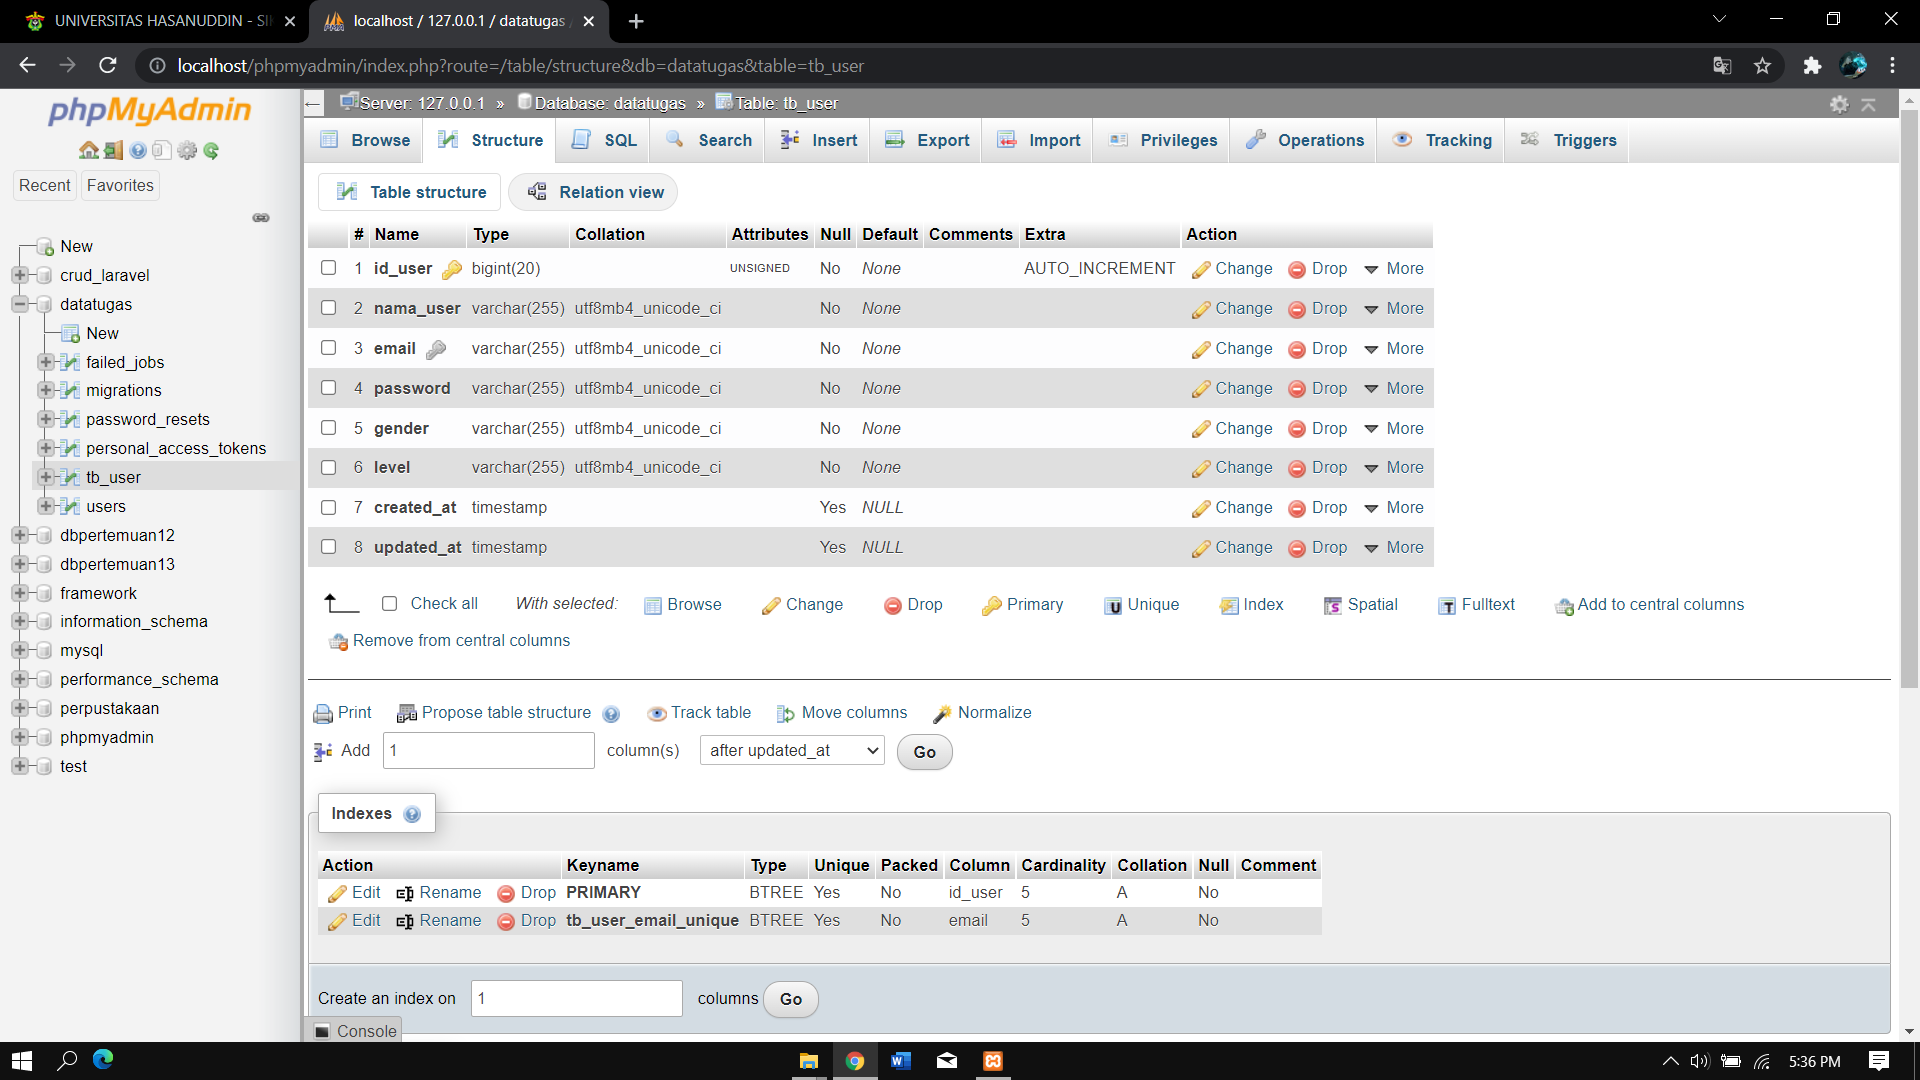 UNIVERSITAS HASANUDDIN - SI
localhost / 127.0.0.1 / datatugas
localhost/phpmyadmin/index.php?route=/table/structure&db=datatugas&table=tb_user
phpMyAdmin
Recent Favorites
New
crud_laravel
datatugas
New
failed_jobs
migrations
password_resets
personal_access_tokens
tb_user
users
dbpertemuan12
dbpertemuan13
framework
information_schema
mysql
performance_schema
perpustakaan
phpmyadmin
test
Server: 127.0.0.1 » Database: datatugas » Table: tb_user
Browse Structure SQL Search Insert Export Import Privileges Operations Tracking Triggers
Table structure Relation view
# Name Type Collation Attributes Null Default Comments Extra Action
1 id_user bigint(20) UNSIGNED No None AUTO_INCREMENT Change Drop More
2 nama_user varchar(255) utf8mb4_unicode_ci No None Change Drop More
3 email varchar(255) utf8mb4_unicode_ci No None Change Drop More
4 password varchar(255) utf8mb4_unicode_ci No None Change Drop More
5 gender varchar(255) utf8mb4_unicode_ci No None Change Drop More
6 level varchar(255) utf8mb4_unicode_ci No None Change Drop More
7 created_at timestamp Yes NULL Change Drop More
8 updated_at timestamp Yes NULL Change Drop More
Check all With selected: Browse Change Drop Primary Unique Index Spatial Fulltext Add to central columns
Remove from central columns
Print Propose table structure Track table Move columns Normalize
Add 1 column(s) after updated_at Go
Indexes
Action Keyname Type Unique Packed Column Cardinality Collation Null Comment
Edit Rename Drop PRIMARY BTREE Yes No id_user 5 A No
Edit Rename Drop tb_user_email_unique BTREE Yes No email 5 A No
Create an index on 1 columns Go
Console
5:36 PM